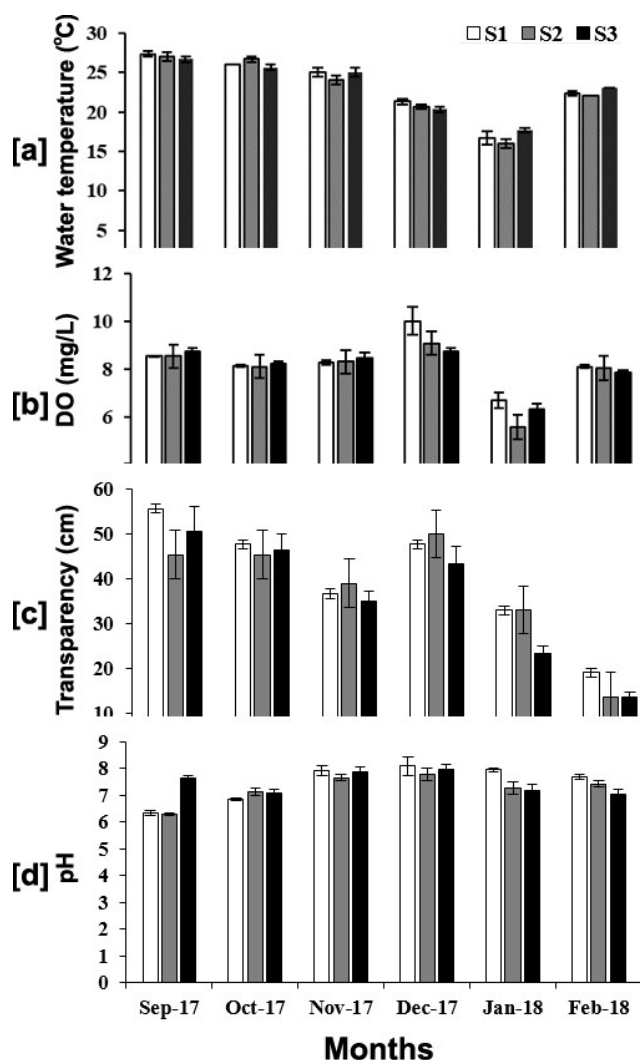 S1 S2 S3
[a]
Water temperature (°C)
30
25
20
15
10
5
[b]
DO (mg/L)
12
10
8
6
[c]
Transparency (cm)
60
50
40
30
20
10
[d]
pH
9
8
7
6
5
4
3
2
1
0
Sep-17 Oct-17 Nov-17 Dec-17 Jan-18 Feb-18
Months